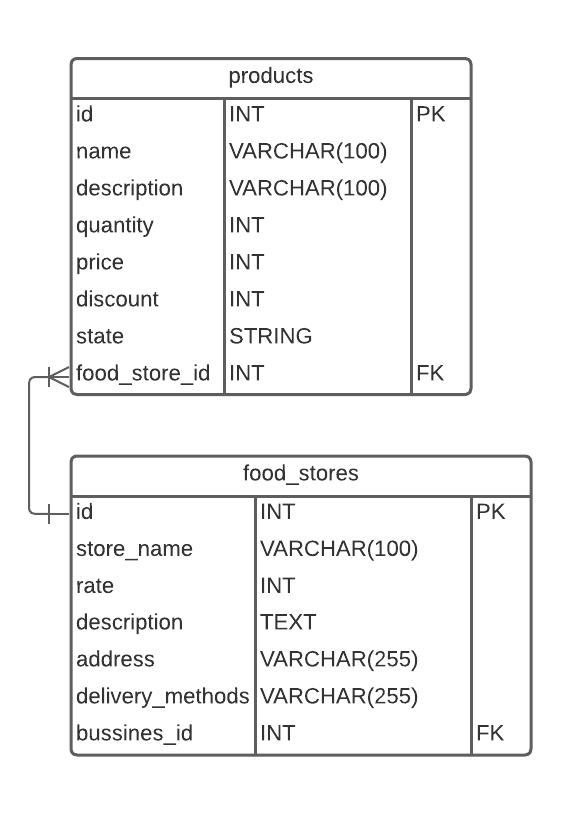 products
id INT PK
name VARCHAR(100)
description VARCHAR(100)
quantity INT
price INT
discount INT
state STRING
food_store_id INT FK
food_stores
id INT PK
store_name VARCHAR(100)
rate INT
description TEXT
address VARCHAR(255)
delivery_methods VARCHAR(255)
bussines_id INT FK